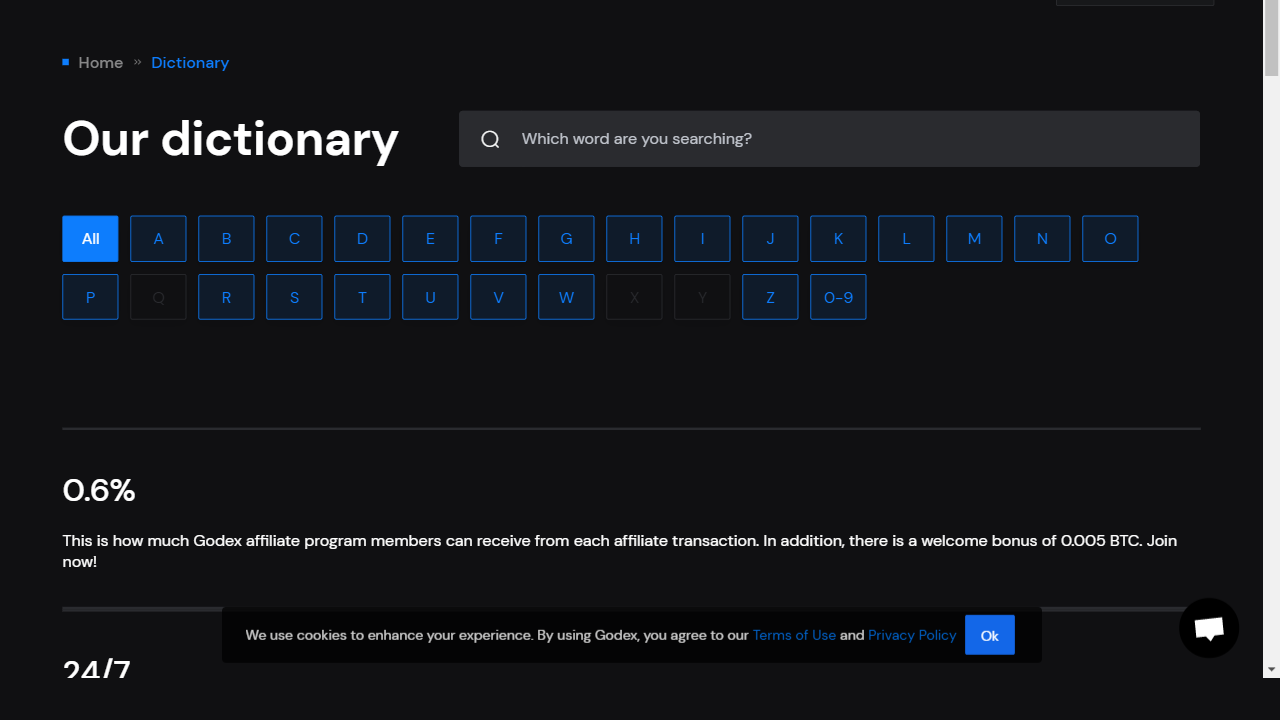 Home » Dictionary
Our dictionary
Which word are you searching?
All A B C D E F G H I J K L M N O
P Q R S T U V W X Y Z 0-9
0.6%
This is how much Godex affiliate program members can receive from each affiliate transaction. In addition, there is a welcome bonus of 0.005 BTC. Join
now!
We use cookies to enhance your experience. By using Godex, you agree to our Terms of Use and Privacy Policy Ok
24/7